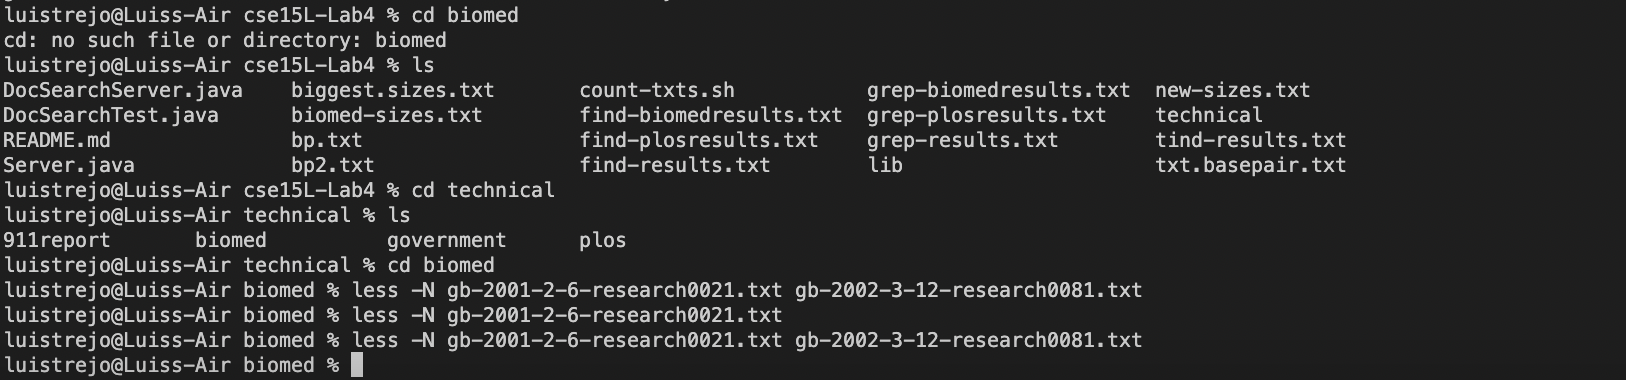 luistrejo@Luiss-Air cse15L-Lab4 % cd biomed
cd: no such file or directory: biomed
luistrejo@Luiss-Air cse15L-Lab4 % ls
DocSearchServer.java    biggest.sizes.txt       count-txts.sh           grep-biomedresults.txt  new-sizes.txt
DocSearchTest.java      biomed-sizes.txt        find-biomedresults.txt  grep-plosresults.txt    technical
README.md               bp.txt                  find-plosresults.txt    grep-results.txt        tind-results.txt
Server.java             bp2.txt                 find-results.txt        lib                     txt.basepair.txt
luistrejo@Luiss-Air cse15L-Lab4 % cd technical
luistrejo@Luiss-Air technical % ls
911report       biomed          government      plos
luistrejo@Luiss-Air technical % cd biomed
luistrejo@Luiss-Air biomed % less -N gb-2001-2-6-research0021.txt gb-2002-3-12-research0081.txt
luistrejo@Luiss-Air biomed % less -N gb-2001-2-6-research0021.txt
luistrejo@Luiss-Air biomed % less -N gb-2001-2-6-research0021.txt gb-2002-3-12-research0081.txt
luistrejo@Luiss-Air biomed %